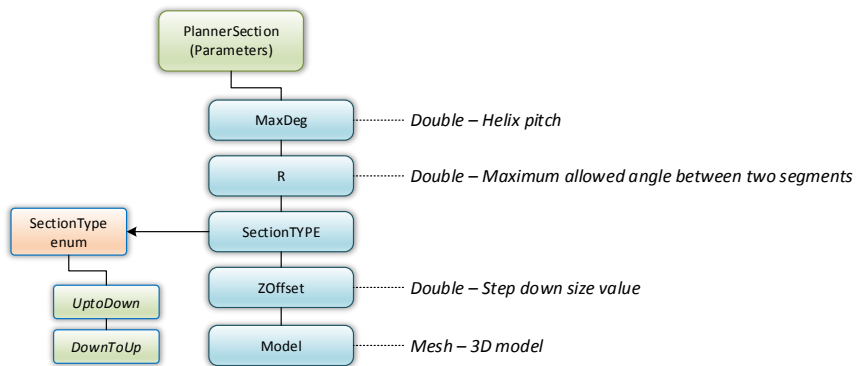 PlannerSection
(Parameters)
MaxDeg
Double – Helix pitch
R
Double – Maximum allowed angle between two segments
SectionType
enum
SectionTYPE
UptoDown
ZOffset
Double – Step down size value
DownToUp
Model
Mesh – 3D model